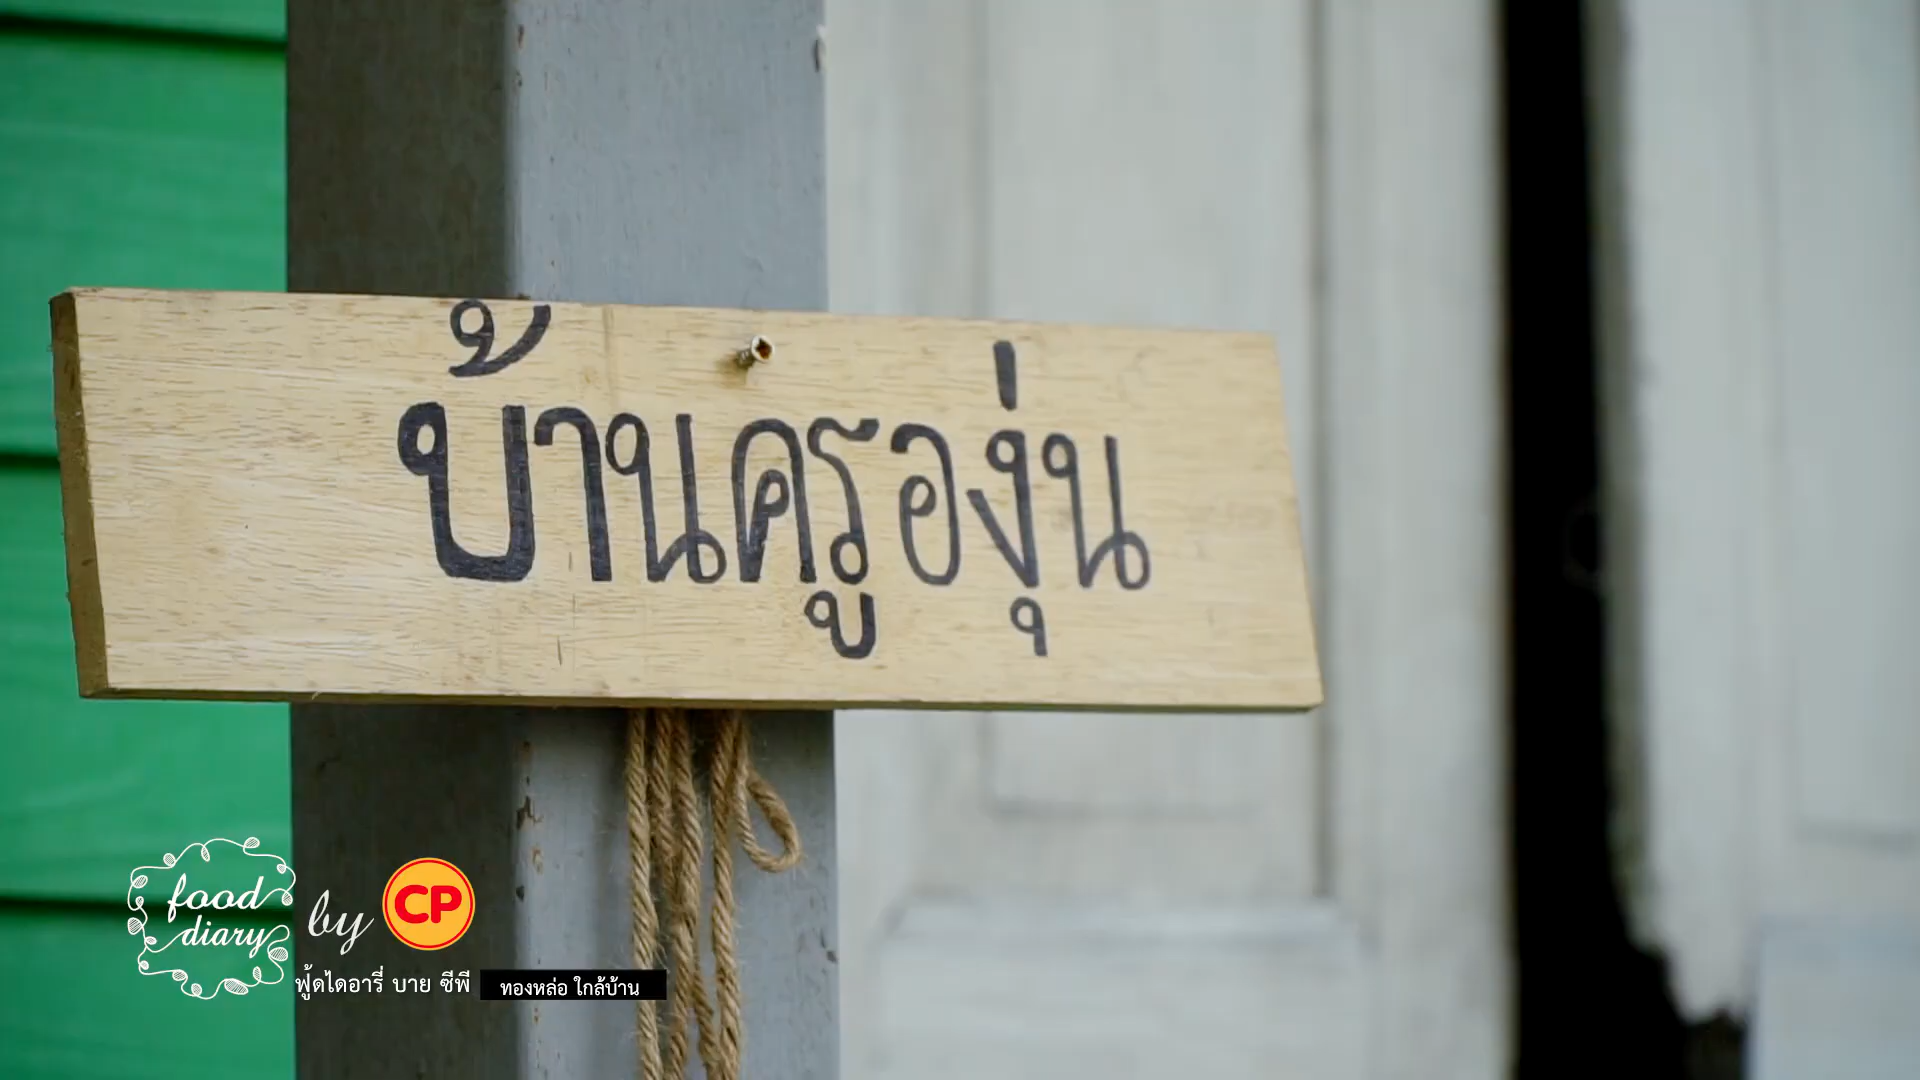 บ้านครูองุ่น
food
diary
by
CP
ฟู้ดไดอารี่ บาย ซีพี
ทองหล่อ ใกล้บ้าน